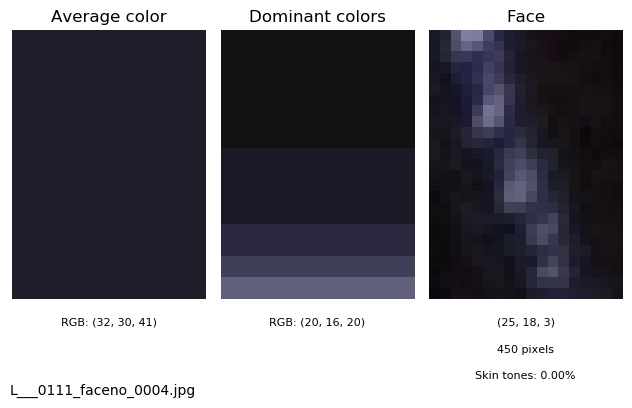 Average color
Dominant colors
Face
RGB: (32, 30, 41)
RGB: (20, 16, 20)
(25, 18, 3)
450 pixels
Skin tones: 0.00%
L___0111_faceno_0004.jpg